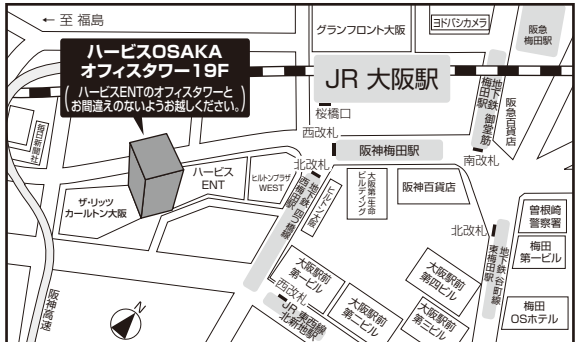 ← 至 福島
ハービスOSAKA
オフィスタワー19F
(ハービスENTのオフィスタワーと
お間違えのないようお越しください。)
グランフロント大阪
ヨドバシカメラ
阪急
梅田駅
JR 大阪駅
桜橋口
西改札
地下鉄 御堂筋線
梅田駅
阪急百貨店
毎日新聞社
阪神梅田駅
南改札
北改札
ハービス
ENT
ヒルトンプラザ
WEST
地下鉄 四つ橋線
西梅田駅
ヒルトン大阪
大阪第一生命
ビルディング
阪神百貨店
ザ・リッツ
カールトン大阪
北改札
地下鉄 谷町線
東梅田駅
曽根崎
警察署
梅田
第一ビル
大阪駅前
第一ビル
大阪駅前
第四ビル
西改札
JR 東西線
北新地駅
大阪駅前
第二ビル
大阪駅前
第三ビル
梅田
OSホテル
阪神高速
N